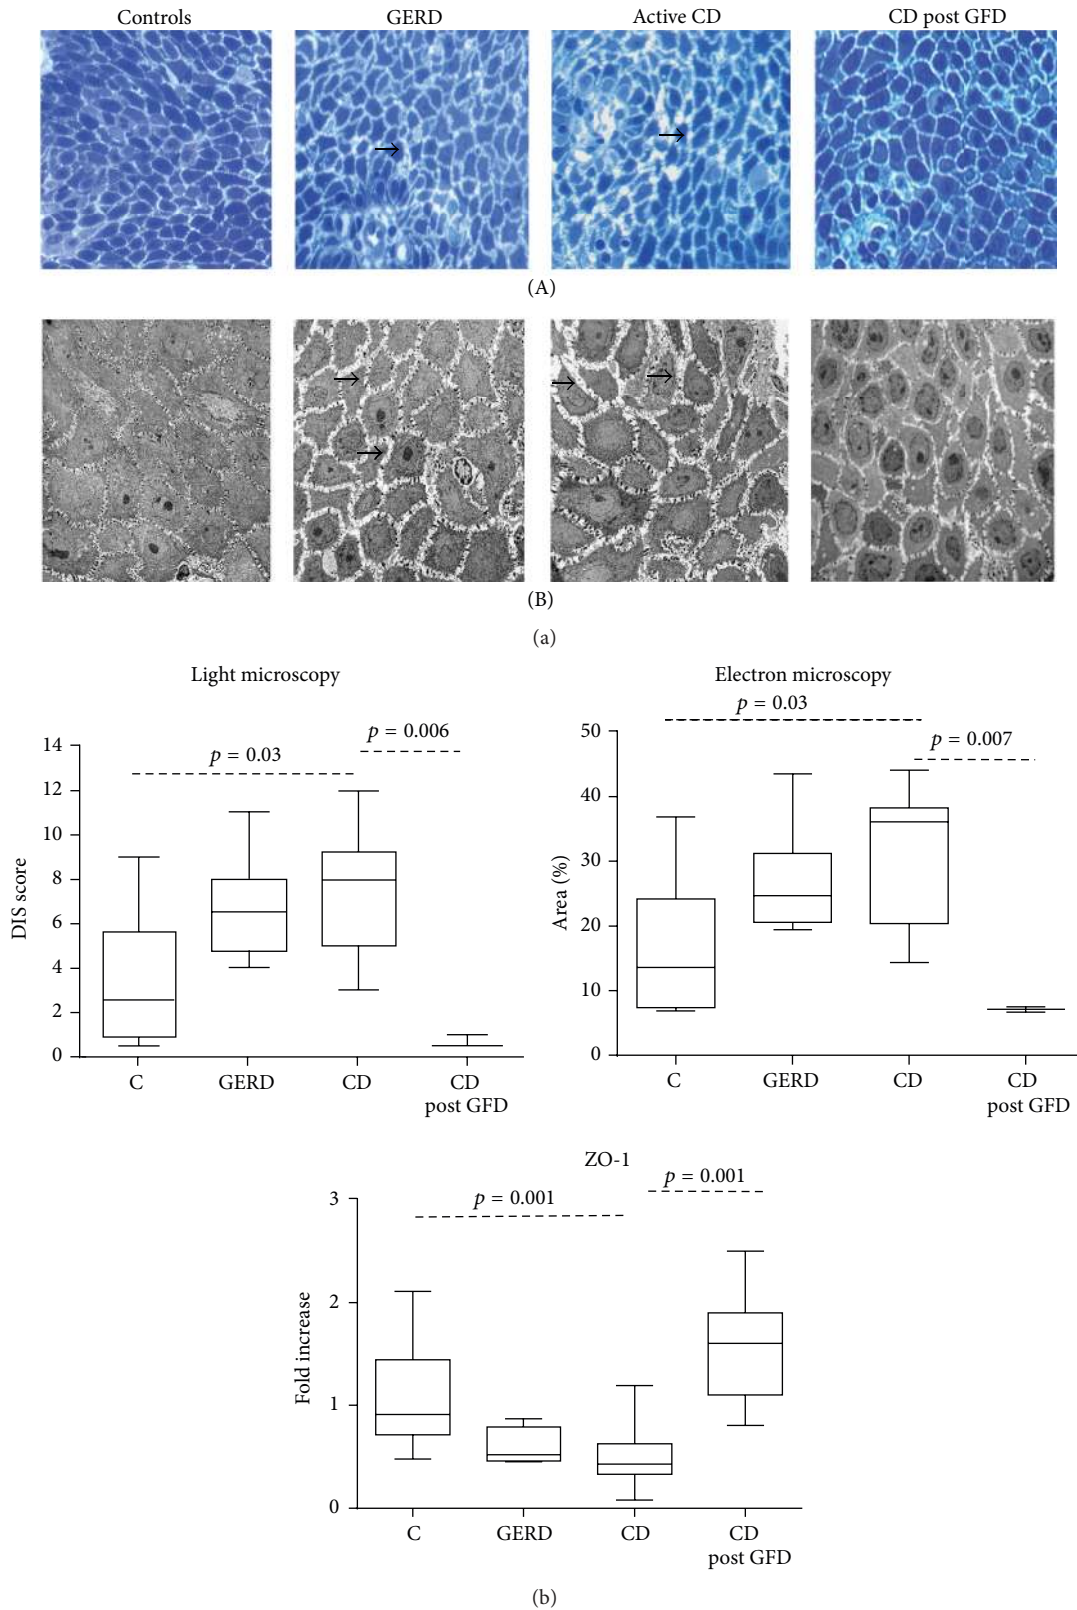 Controls GERD Active CD CD post GFD
(A)
(B)
(a)
Light microscopy
p = 0.03
p = 0.006
DIS score
14
12
10
8
6
4
2
0
C GERD CD CD
post GFD
Electron microscopy
p = 0.03
p = 0.007
Area (%)
50
40
30
20
10
0
C GERD CD CD
post GFD
ZO-1
p = 0.001
p = 0.001
Fold increase
3
2
1
0
C GERD CD CD
post GFD
(b)